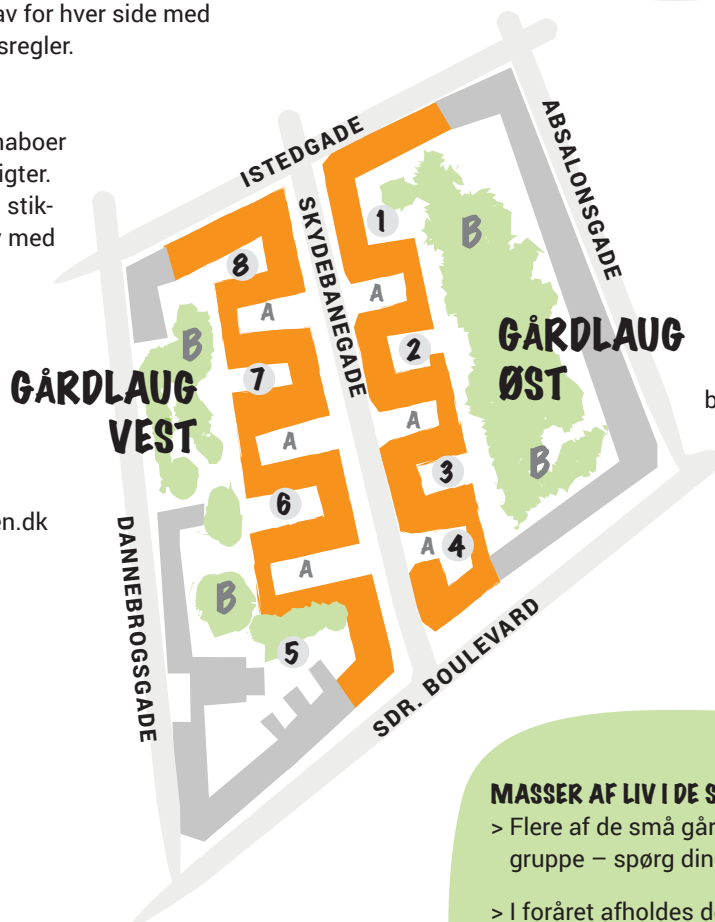 av for hver side med
sregler.
naboer
igter.
stik-
med
ISTEDGADE
ABSALONSGADE
SKYDEBANEGADE
1
B
8
A
A
2
GÅRDLAUG
ØST
B
7
GÅRDLAUG
VEST
b
A
A
3
B
6
en.dk
A
4
A
DANNEBROGSGADE
B
5
SDR. BOULEVARD
MASSER AF LIV I DE S
> Flere af de små går
gruppe – spørg din
> I foråret afholdes d